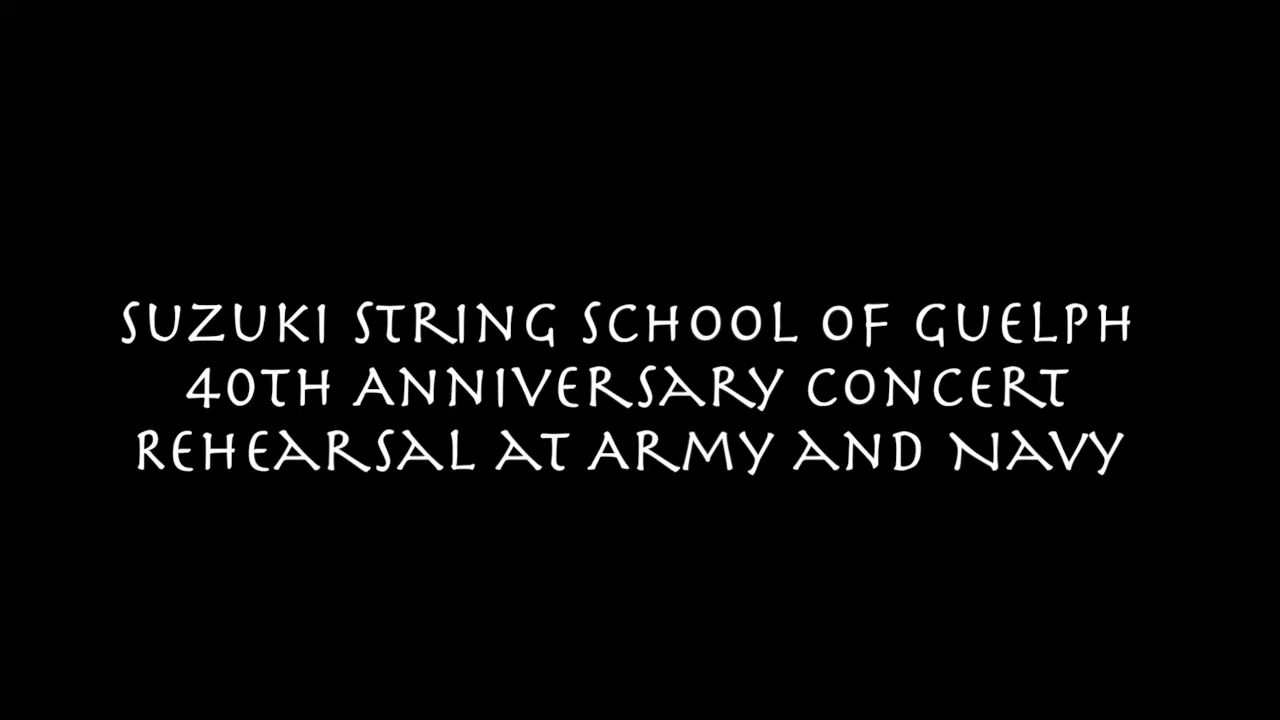 SUZUKI STRING SCHOOL OF GUELPH
40TH ANNIVERSARY CONCERT
REHEARSAL AT ARMY AND NAVY